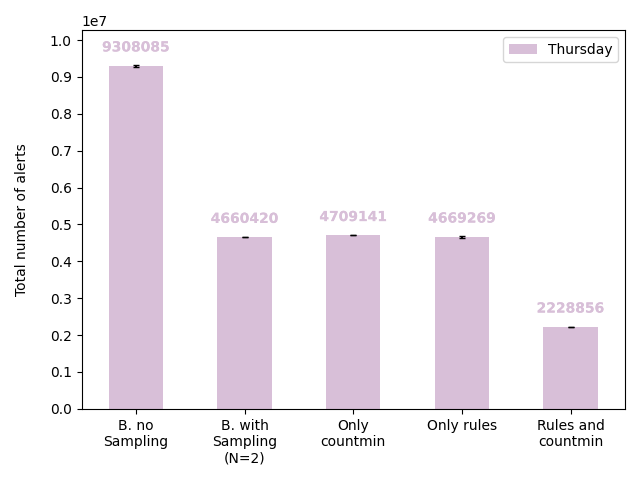 1e7
Thursday
Total number of alerts
1.0
0.9
0.8
0.7
0.6
0.5
0.4
0.3
0.2
0.1
0.0
9308085
4660420
4709141
4669269
2228856
B. no
Sampling
B. with
Sampling
(N=2)
Only
countmin
Only rules
Rules and
countmin